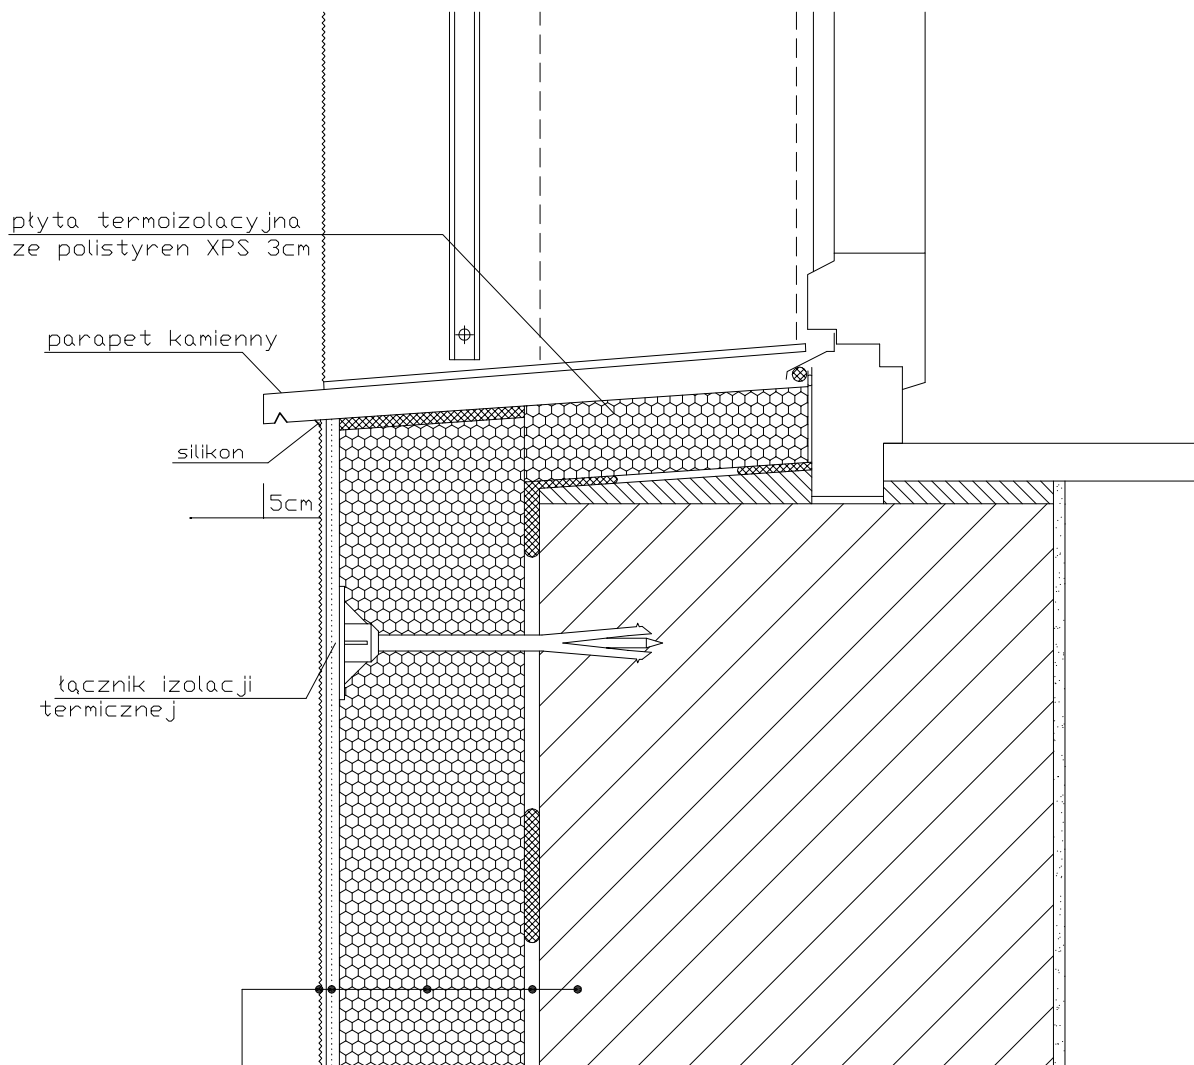 płyta termoizolacyjna
ze polistyren XPS 3cm
parapet kamienny
silikon
5cm
łącznik izolacji
termicznej